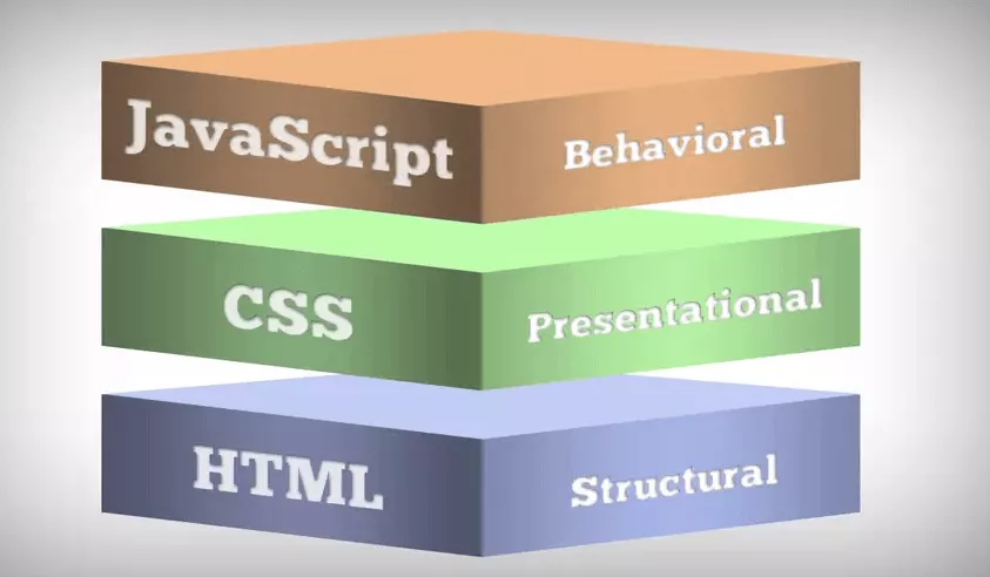 JavaScript
Behavioral
CSS
Presentational
HTML
Structural